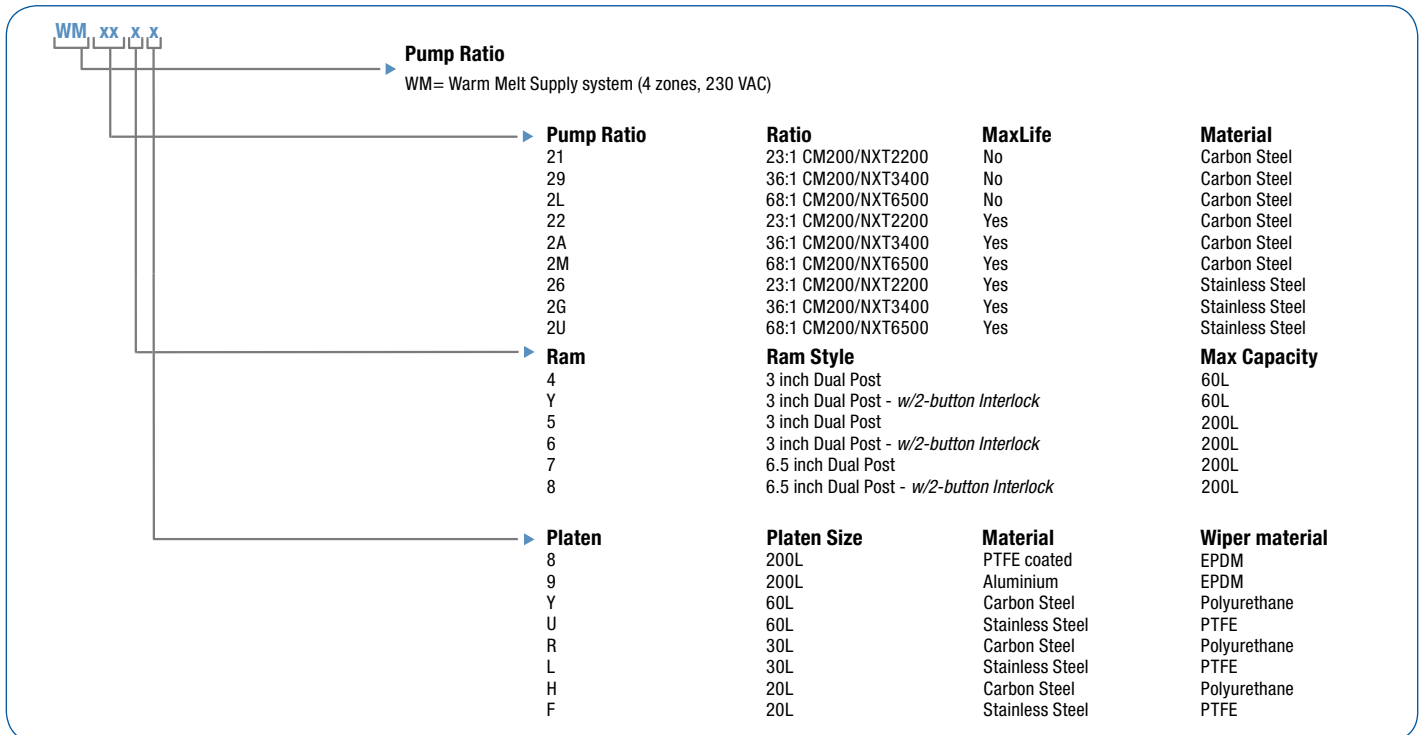 WM xx x x
Pump Ratio
WM= Warm Melt Supply system (4 zones, 230 VAC)
Pump Ratio Ratio MaxLife Material
21 23:1 CM200/NXT2200 No Carbon Steel
29 36:1 CM200/NXT3400 No Carbon Steel
2L 68:1 CM200/NXT6500 No Carbon Steel
22 23:1 CM200/NXT2200 Yes Carbon Steel
2A 36:1 CM200/NXT3400 Yes Carbon Steel
2M 68:1 CM200/NXT6500 Yes Carbon Steel
26 23:1 CM200/NXT2200 Yes Stainless Steel
2G 36:1 CM200/NXT3400 Yes Stainless Steel
2U 68:1 CM200/NXT6500 Yes Stainless Steel
Ram Ram Style Max Capacity
4 3 inch Dual Post 60L
Y 3 inch Dual Post - w/2-button Interlock 60L
5 3 inch Dual Post 200L
6 3 inch Dual Post - w/2-button Interlock 200L
7 6.5 inch Dual Post 200L
8 6.5 inch Dual Post - w/2-button Interlock 200L
Platen Platen Size Material Wiper material
8 200L PTFE coated EPDM
9 200L Aluminium EPDM
Y 60L Carbon Steel Polyurethane
U 60L Stainless Steel PTFE
R 30L Carbon Steel Polyurethane
L 30L Stainless Steel PTFE
H 20L Carbon Steel Polyurethane
F 20L Stainless Steel PTFE